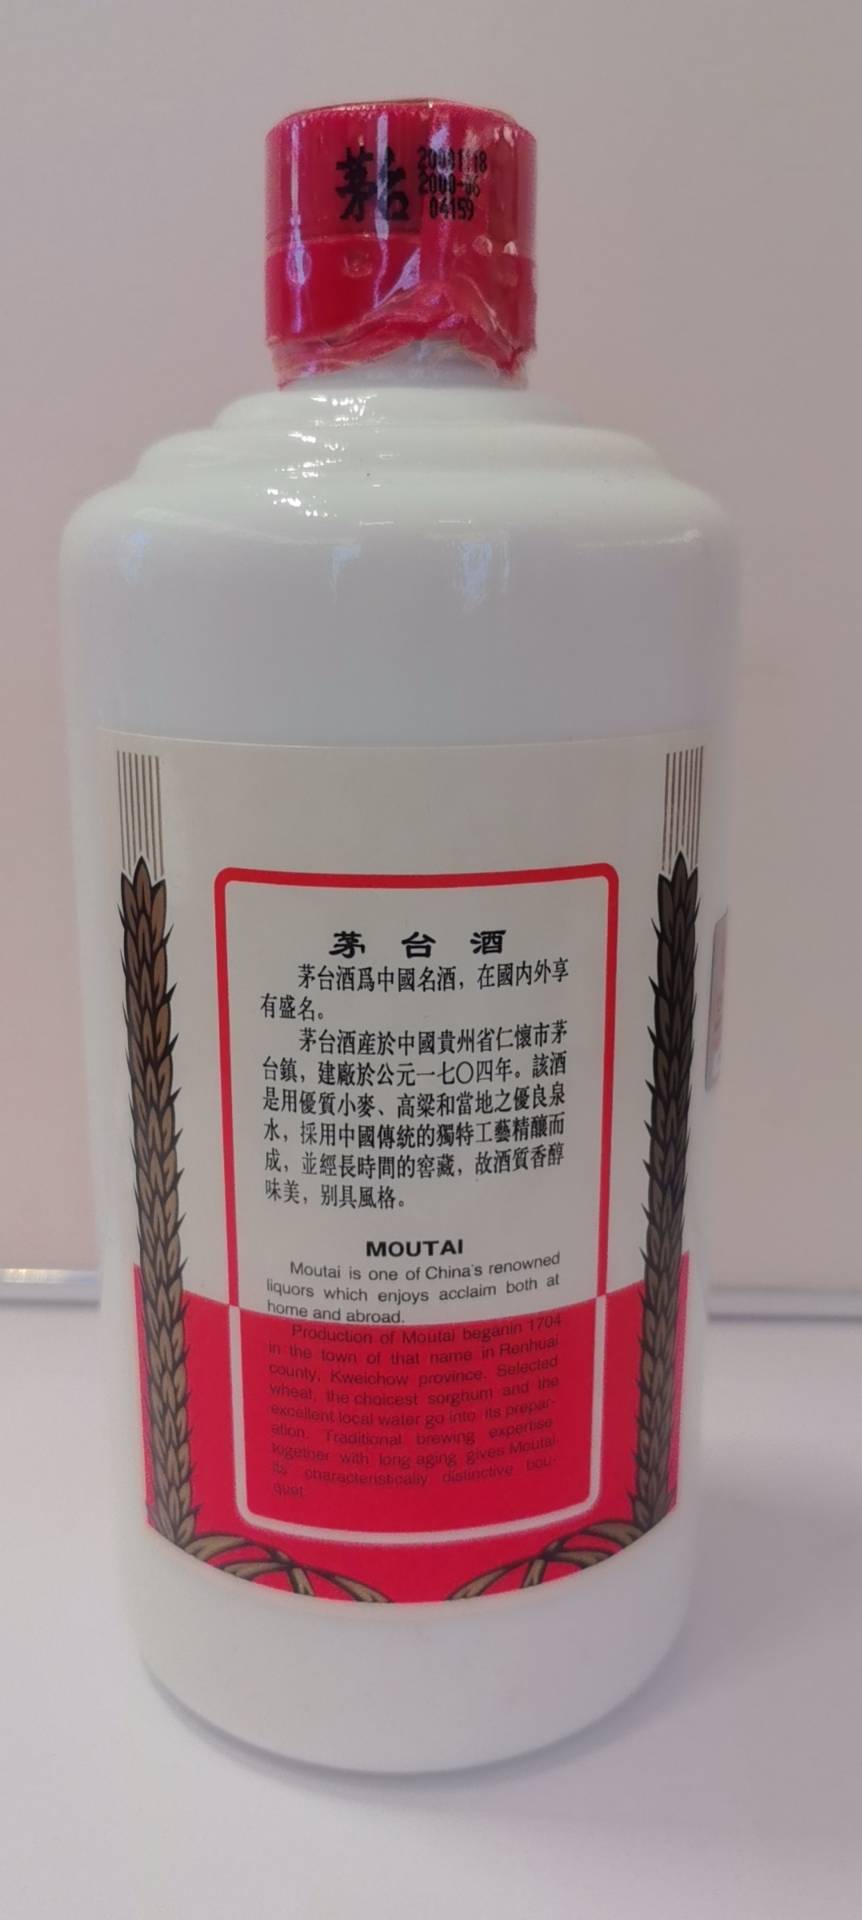 茅台
20001118
2000-06
04159
茅台酒
茅台酒爲中國名酒，在國内外享
有盛名。
茅台酒産於中國貴州省仁懷市茅
台鎮，建廠於公元一七〇四年。該酒
是用優質小麥、高粱和當地之優良泉
水，採用中國傳統的獨特工藝精釀而
成，並經長時間的窖藏，故酒質香醇
味美，别具風格。
MOUTAI
Moutai is one of China's renowned
liquors which enjoys acclaim both at
home and abroad.
Production of Moutai beganin 1704
in the town of that name in Renhuai
county, Kweichow province. Selected
wheat, the choicest sorghum and the
excellent local water go into its prepar-
ation. Traditional brewing expertise
together with long aging gives Moutai
its characteristically distinctive bou-
quet.